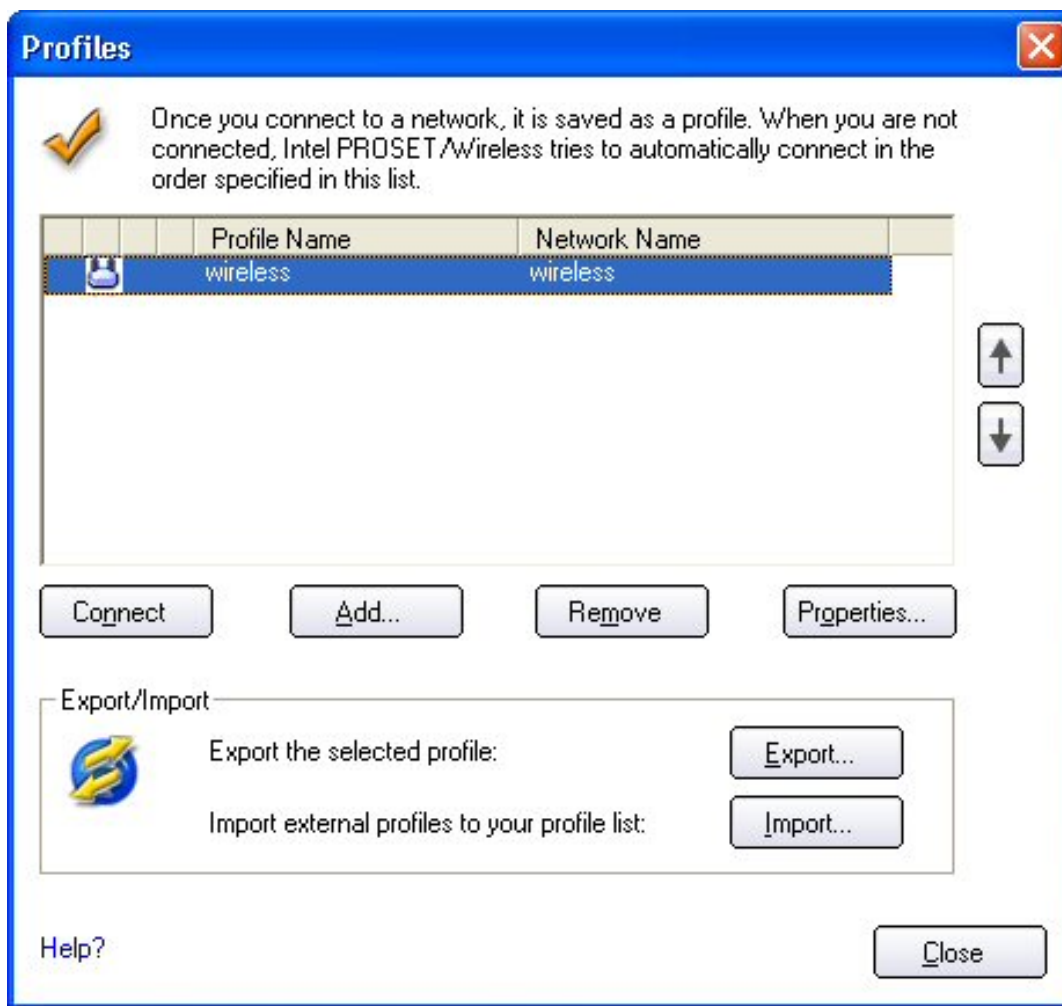 Profiles
Once you connect to a network, it is saved as a profile. When you are not
connected, Intel PROSET/Wireless tries to automatically connect in the
order specified in this list.
Profile Name Network Name
wireless wireless
Connect Add... Remove Properties...
Export/Import
Export the selected profile: Export...
Import external profiles to your profile list: Import...
Help? Close